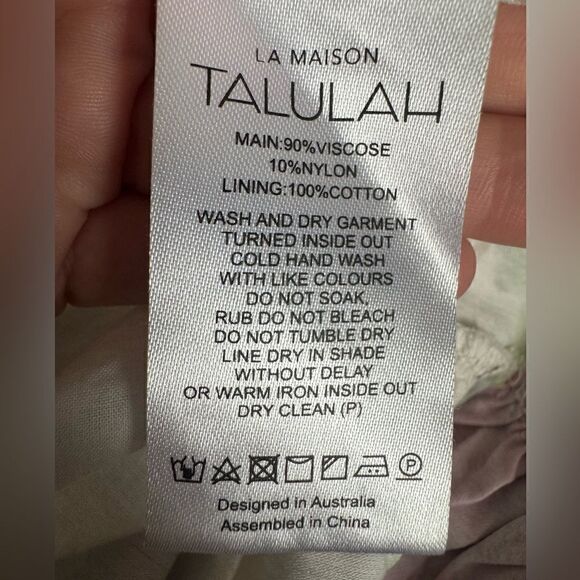 LA MAISON
TALULAH
MAIN:90%VISCOSE
10%NYLON
LINING:100%COTTON
WASH AND DRY GARMENT
TURNED INSIDE OUT
COLD HAND WASH
WITH LIKE COLOURS
DO NOT SOAK,
RUB DO NOT BLEACH
DO NOT TUMBLE DRY
LINE DRY IN SHADE
WITHOUT DELAY
OR WARM IRON INSIDE OUT
DRY CLEAN (P)
P
Designed in Australia
Assembled in China